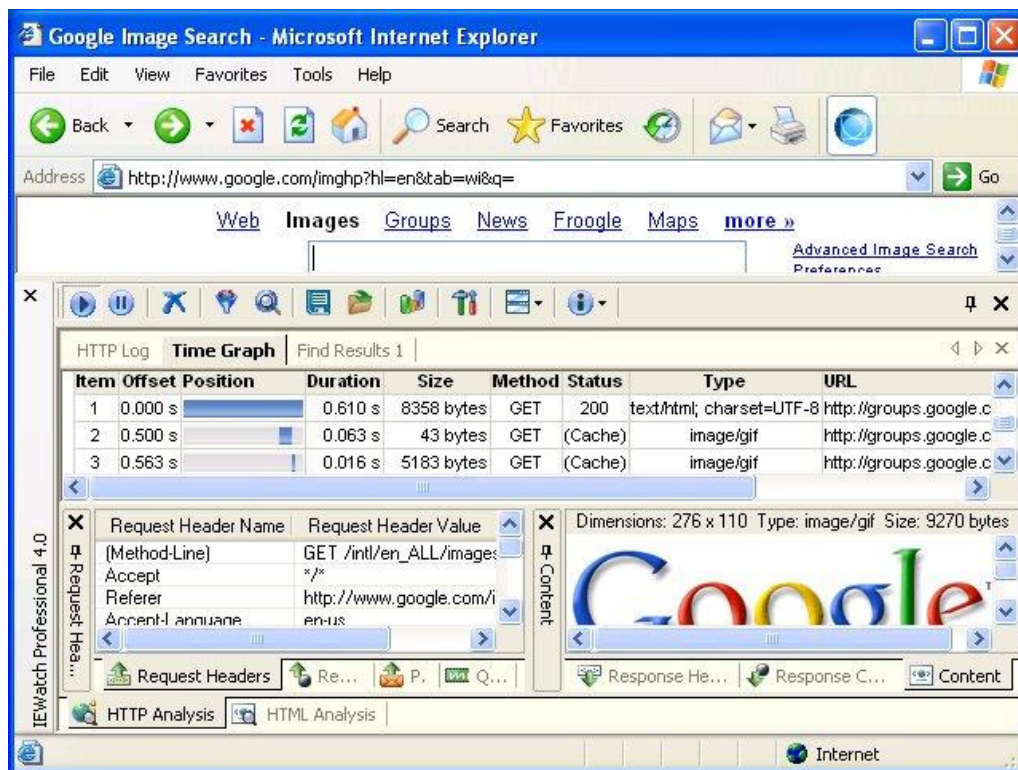 Google Image Search - Microsoft Internet Explorer
File Edit View Favorites Tools Help
Back Search Favorites
Address http://www.google.com/imghp?hl=en&tab=wi&q= Go
Web Images Groups News Froogle Maps more »
Advanced Image Search
Preferences
HTTP Log Time Graph Find Results 1
Item Offset Position Duration Size Method Status Type URL
1 0.000 s 0.610 s 8358 bytes GET 200 text/html; charset=UTF-8 http://groups.google.c
2 0.500 s 0.063 s 43 bytes GET (Cache) image/gif http://groups.google.c
3 0.563 s 0.016 s 5183 bytes GET (Cache) image/gif http://groups.google.c
IEWatch Professional 4.0
Request Hea...
Request Header Name Request Header Value
(Method-Line) GET /intl/en_ALL/images
Accept */*
Referer http://www.google.com/i
Accept-Language en-us
Request Headers Re... P. Q...
Content
Dimensions: 276 x 110 Type: image/gif Size: 9270 bytes
Google
Response He... Response C... Content
HTTP Analysis HTML Analysis
Internet